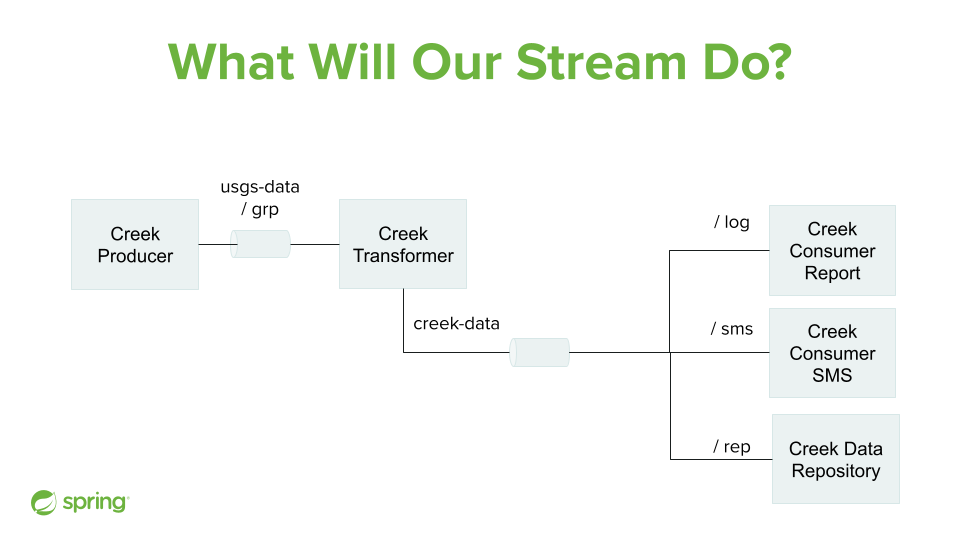 What Will Our Stream Do?
usgs-data
/ grp
Creek
Producer
Creek
Transformer
creek-data
/ log
Creek
Consumer
Report
/ sms
Creek
Consumer
SMS
/ rep
Creek Data
Repository
spring